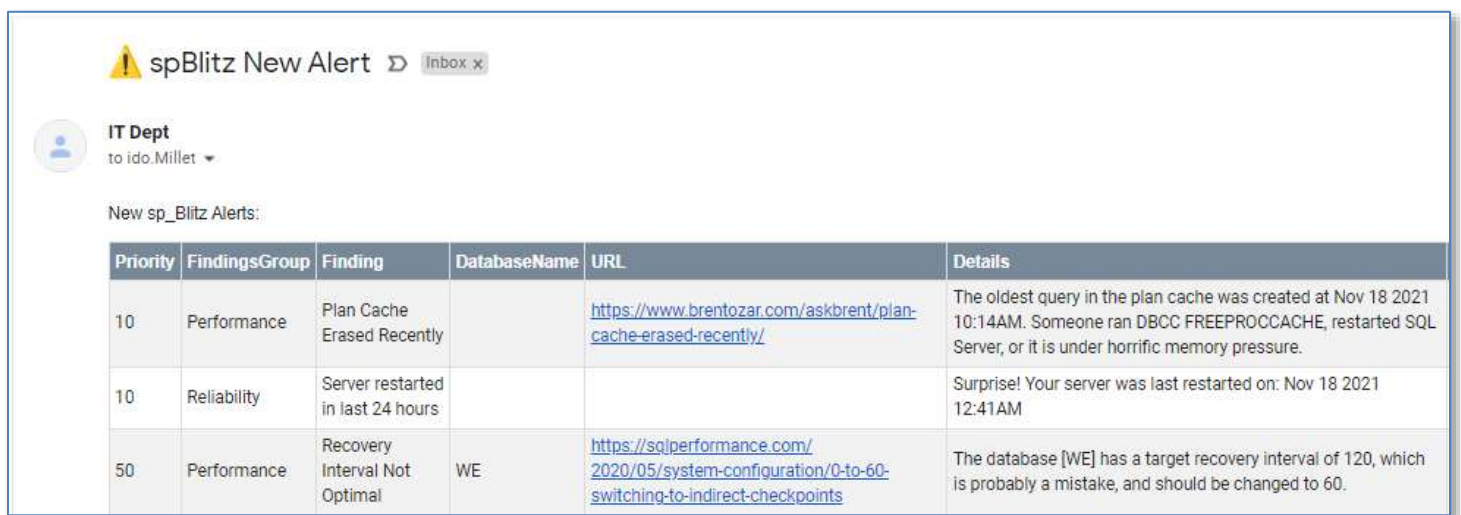 ⚠ spBlitz New Alert Inbox x
IT Dept
to ido.Millet
New sp_Blitz Alerts:
Priority FindingsGroup Finding DatabaseName URL Details
10 Performance Plan Cache Erased Recently https://www.brentozar.com/askbrent/plan-cache-erased-recently/ The oldest query in the plan cache was created at Nov 18 2021 10:14AM. Someone ran DBCC FREEPROCCACHE, restarted SQL Server, or it is under horrific memory pressure.
10 Reliability Server restarted in last 24 hours Surprise! Your server was last restarted on: Nov 18 2021 12:41AM
50 Performance Recovery Interval Not Optimal WE https://sqlperformance.com/2020/05/system-configuration/0-to-60-switching-to-indirect-checkpoints The database [WE] has a target recovery interval of 120, which is probably a mistake, and should be changed to 60.